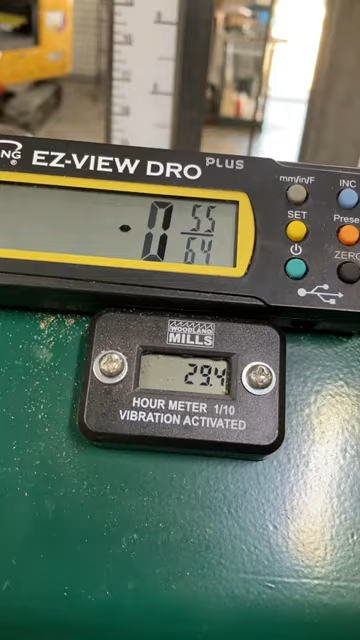 NG®
EZ-VIEW DRO PLUS
mm/in/F
INC
SET
Prese
ZERO
0 55
64
WOODLAND
MILLS
29.4
HOUR METER 1/10
VIBRATION ACTIVATED